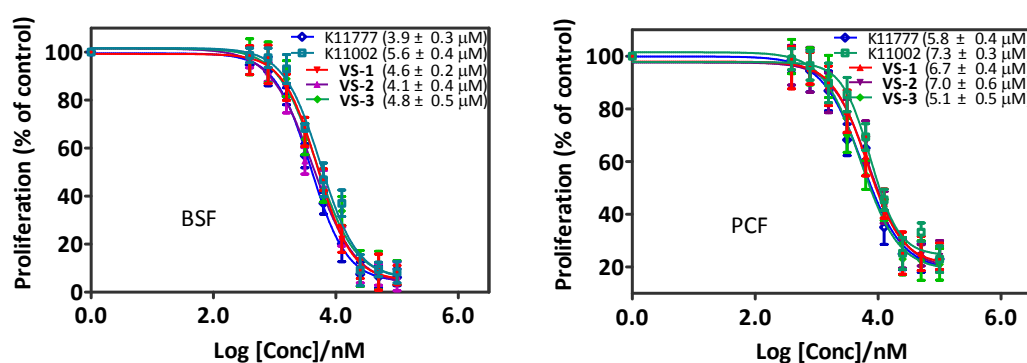 K11777 (3.9 ± 0.3 µM)
K11002 (5.6 ± 0.4 µM)
VS-1 (4.6 ± 0.2 µM)
VS-2 (4.1 ± 0.4 µM)
VS-3 (4.8 ± 0.5 µM)
Proliferation (% of control)
100
80
60
40
20
0
BSF
0.0 2.0 4.0 6.0
Log [Conc]/nM
K11777 (5.8 ± 0.4 µM)
K11002 (7.3 ± 0.3 µM)
VS-1 (6.7 ± 0.4 µM)
VS-2 (7.0 ± 0.6 µM)
VS-3 (5.1 ± 0.5 µM)
Proliferation (% of control)
100
80
60
40
20
PCF
0.0 2.0 4.0 6.0
Log [Conc]/nM